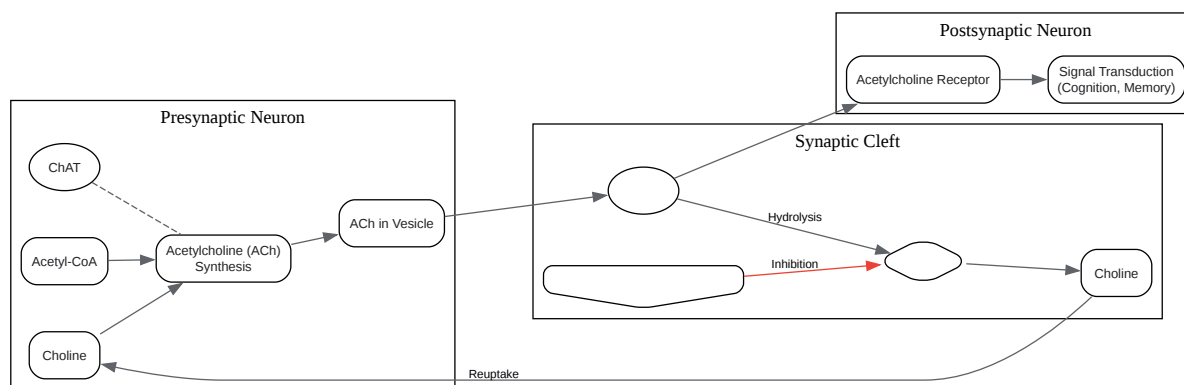 Postsynaptic Neuron
Acetylcholine Receptor
Signal Transduction
(Cognition, Memory)
Presynaptic Neuron
Synaptic Cleft
ChAT
ACh in Vesicle
Hydrolysis
Acetyl-CoA
Acetylcholine (ACh)
Synthesis
Inhibition
Choline
Choline
Reuptake